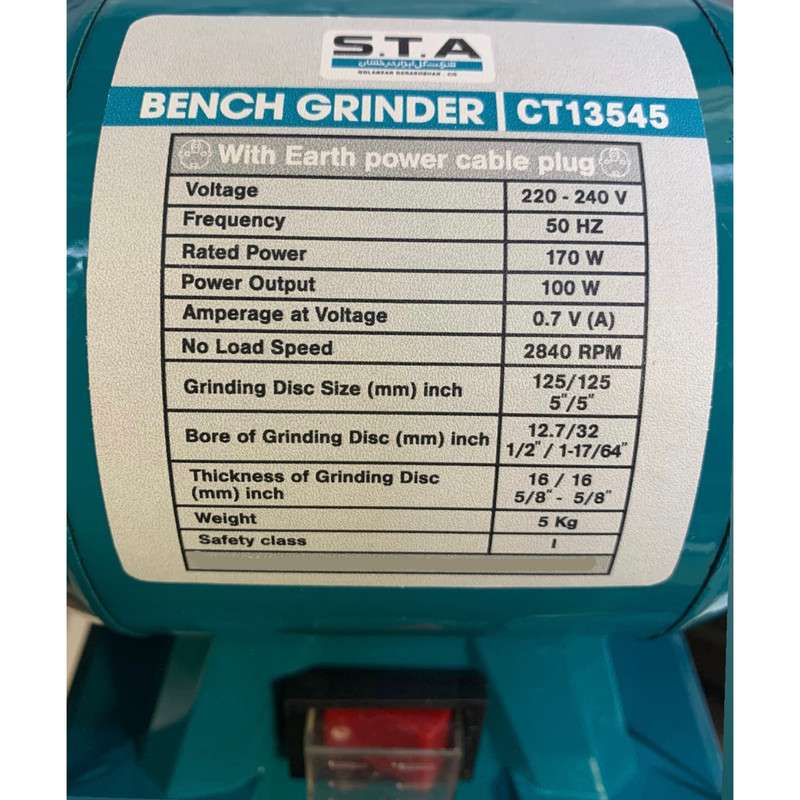 S.T.A
BENCH GRINDER CT13545
With Earth power cable plug
Voltage 220 - 240 V
Frequency 50 HZ
Rated Power 170 W
Power Output 100 W
Amperage at Voltage 0.7 V (A)
No Load Speed 2840 RPM
Grinding Disc Size (mm) inch 125/125
5"/5"
Bore of Grinding Disc (mm) inch 12.7/32
1/2" / 1-17/64"
Thickness of Grinding Disc 16 / 16
(mm) inch 5/8" - 5/8"
Weight 5 Kg
Safety class I